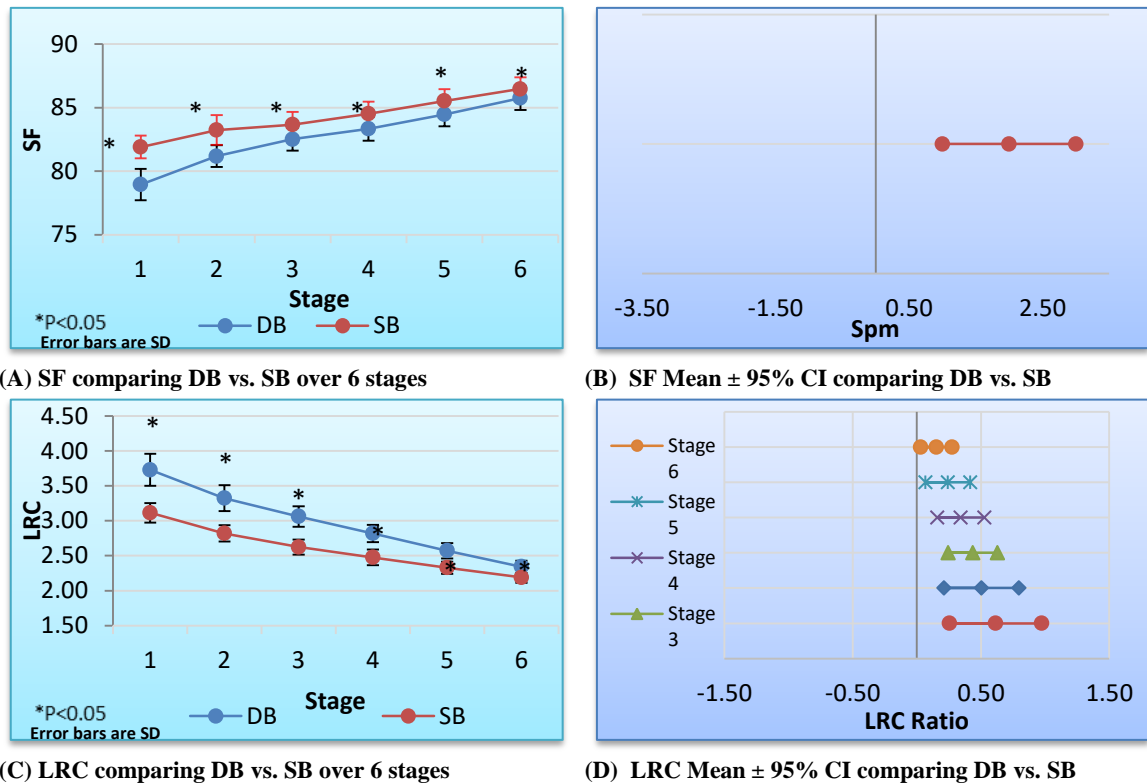 90
85
80
75
SF
*
*
*
*
*
*
1 2 3 4 5 6
Stage
*P<0.05
DB SB
Error bars are SD
(A) SF comparing DB vs. SB over 6 stages
-3.50 -1.50 0.50 2.50
Spm
(B) SF Mean ± 95% CI comparing DB vs. SB
4.50
4.00
3.50
3.00
2.50
2.00
1.50
LRC
*
*
*
*
*
*
1 2 3 4 5 6
Stage
*P<0.05
DB SB
Error bars are SD
(C) LRC comparing DB vs. SB over 6 stages
Stage
6
Stage
5
Stage
4
Stage
3
-1.50 -0.50 0.50 1.50
LRC Ratio
(D) LRC Mean ± 95% CI comparing DB vs. SB